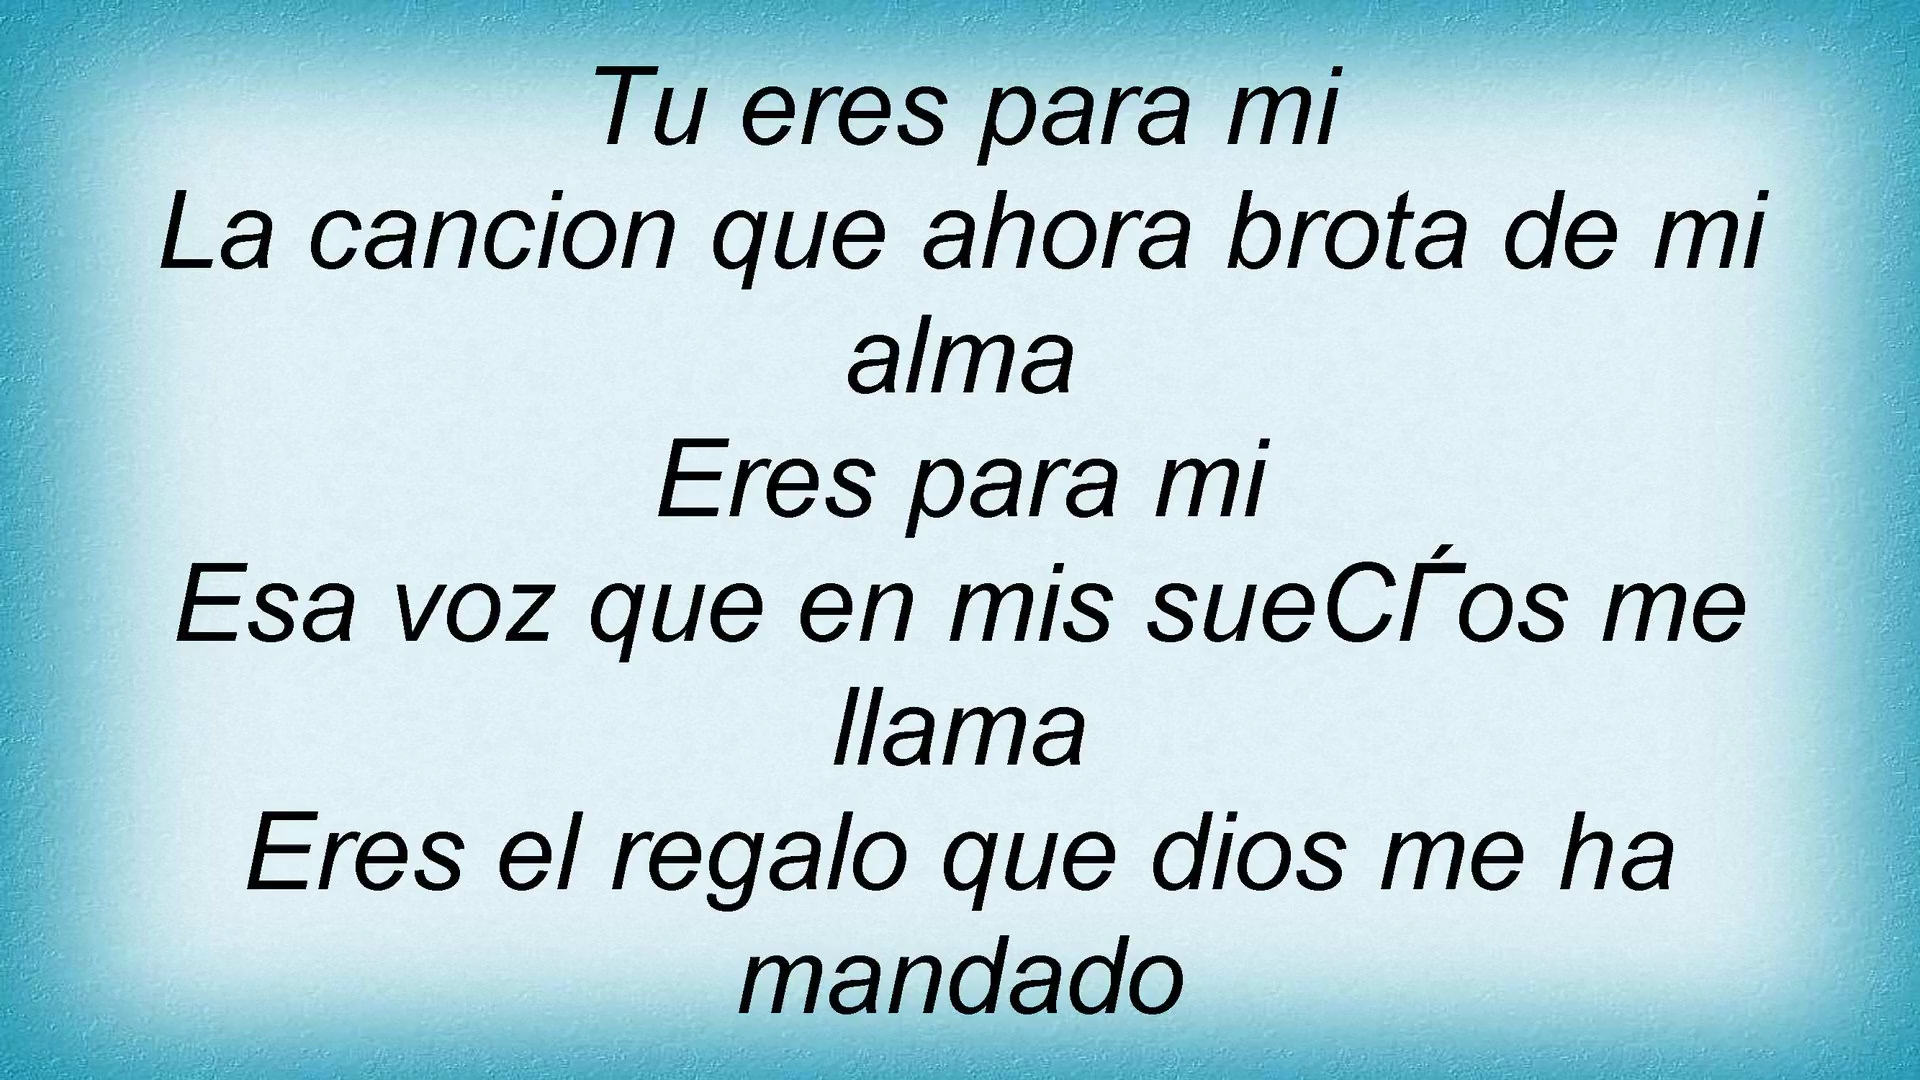 Tu eres para mi
La cancion que ahora brota de mi
alma
Eres para mi
Esa voz que en mis sueСЃos me
llama
Eres el regalo que dios me ha
mandado